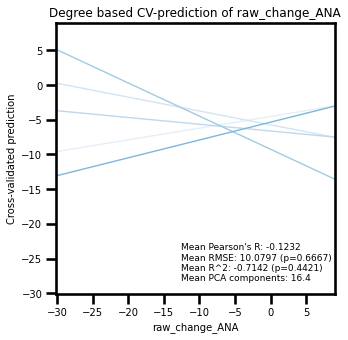 Degree based CV-prediction of raw_change_ANA
5
0
−5
−10
−15
−20
−25
−30
Cross-validated prediction
Mean Pearson's R: -0.1232
Mean RMSE: 10.0797 (p=0.6667)
Mean R^2: -0.7142 (p=0.4421)
Mean PCA components: 16.4
−30 −25 −20 −15 −10 −5 0 5
raw_change_ANA